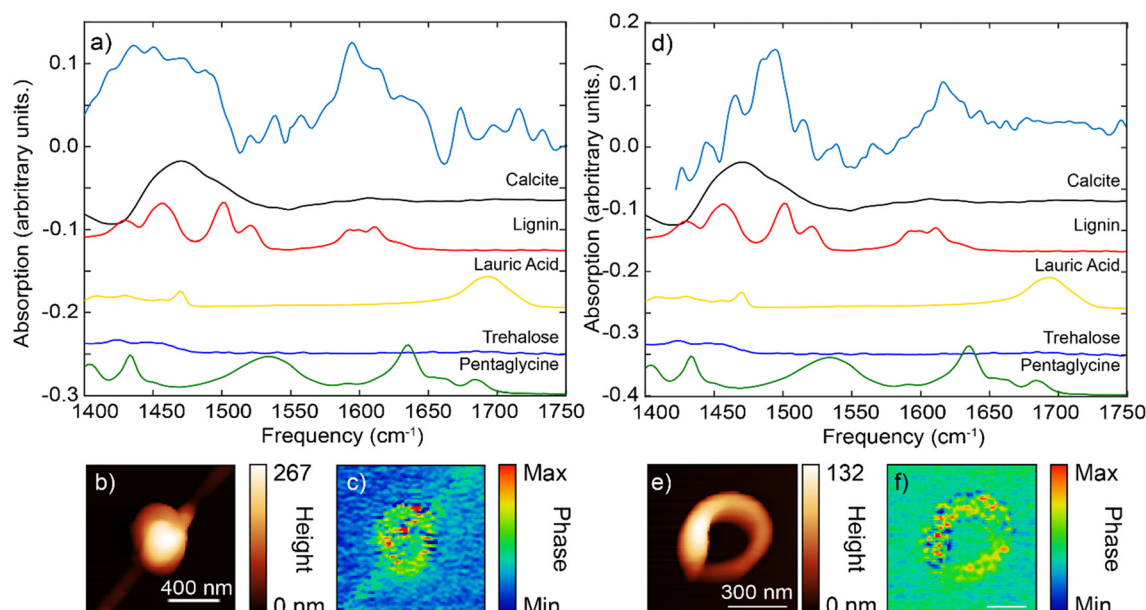 a)
0.1
0.0
-0.1
-0.2
-0.3
Absorption (arbritrary units.)
Calcite
Lignin
Lauric Acid
Trehalose
Pentaglycine
1400 1450 1500 1550 1600 1650 1700 1750
Frequency (cm-1)
d)
0.2
0.1
0.0
-0.1
-0.2
-0.3
-0.4
Absorption (arbritrary units.)
Calcite
Lignin
Lauric Acid
Trehalose
Pentaglycine
1400 1450 1500 1550 1600 1650 1700 1750
Frequency (cm-1)
b)
400 nm
267
Height
0 nm
c)
Max
Phase
Min
e)
300 nm
132
Height
0 nm
f)
Max
Phase
Min